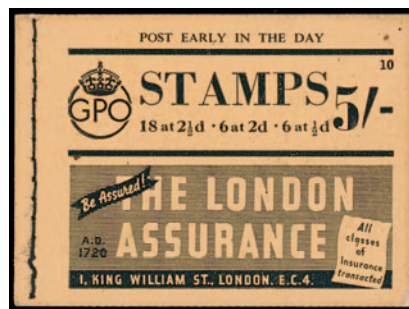 POST EARLY IN THE DAY
10
GPO
STAMPS 5/-
18 at 2½d · 6 at 2d · 6 at ½d
Be Assured!
THE LONDON
ASSURANCE
A.D.
1720
All
classes
of
Insurance
transacted
1, KING WILLIAM ST., LONDON. E.C.4.